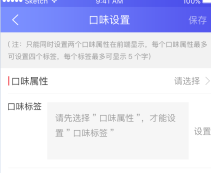 Sketch 9:41 AM 100%
口味设置 保存
(注：只能同时设置两个口味属性在前端显示，每个口味属性最多
可设置四个标签，每个标签最多可显示5个字)
口味属性 请选择
口味标签 请先选择“口味属性”，才能设
置“口味标签” 设置